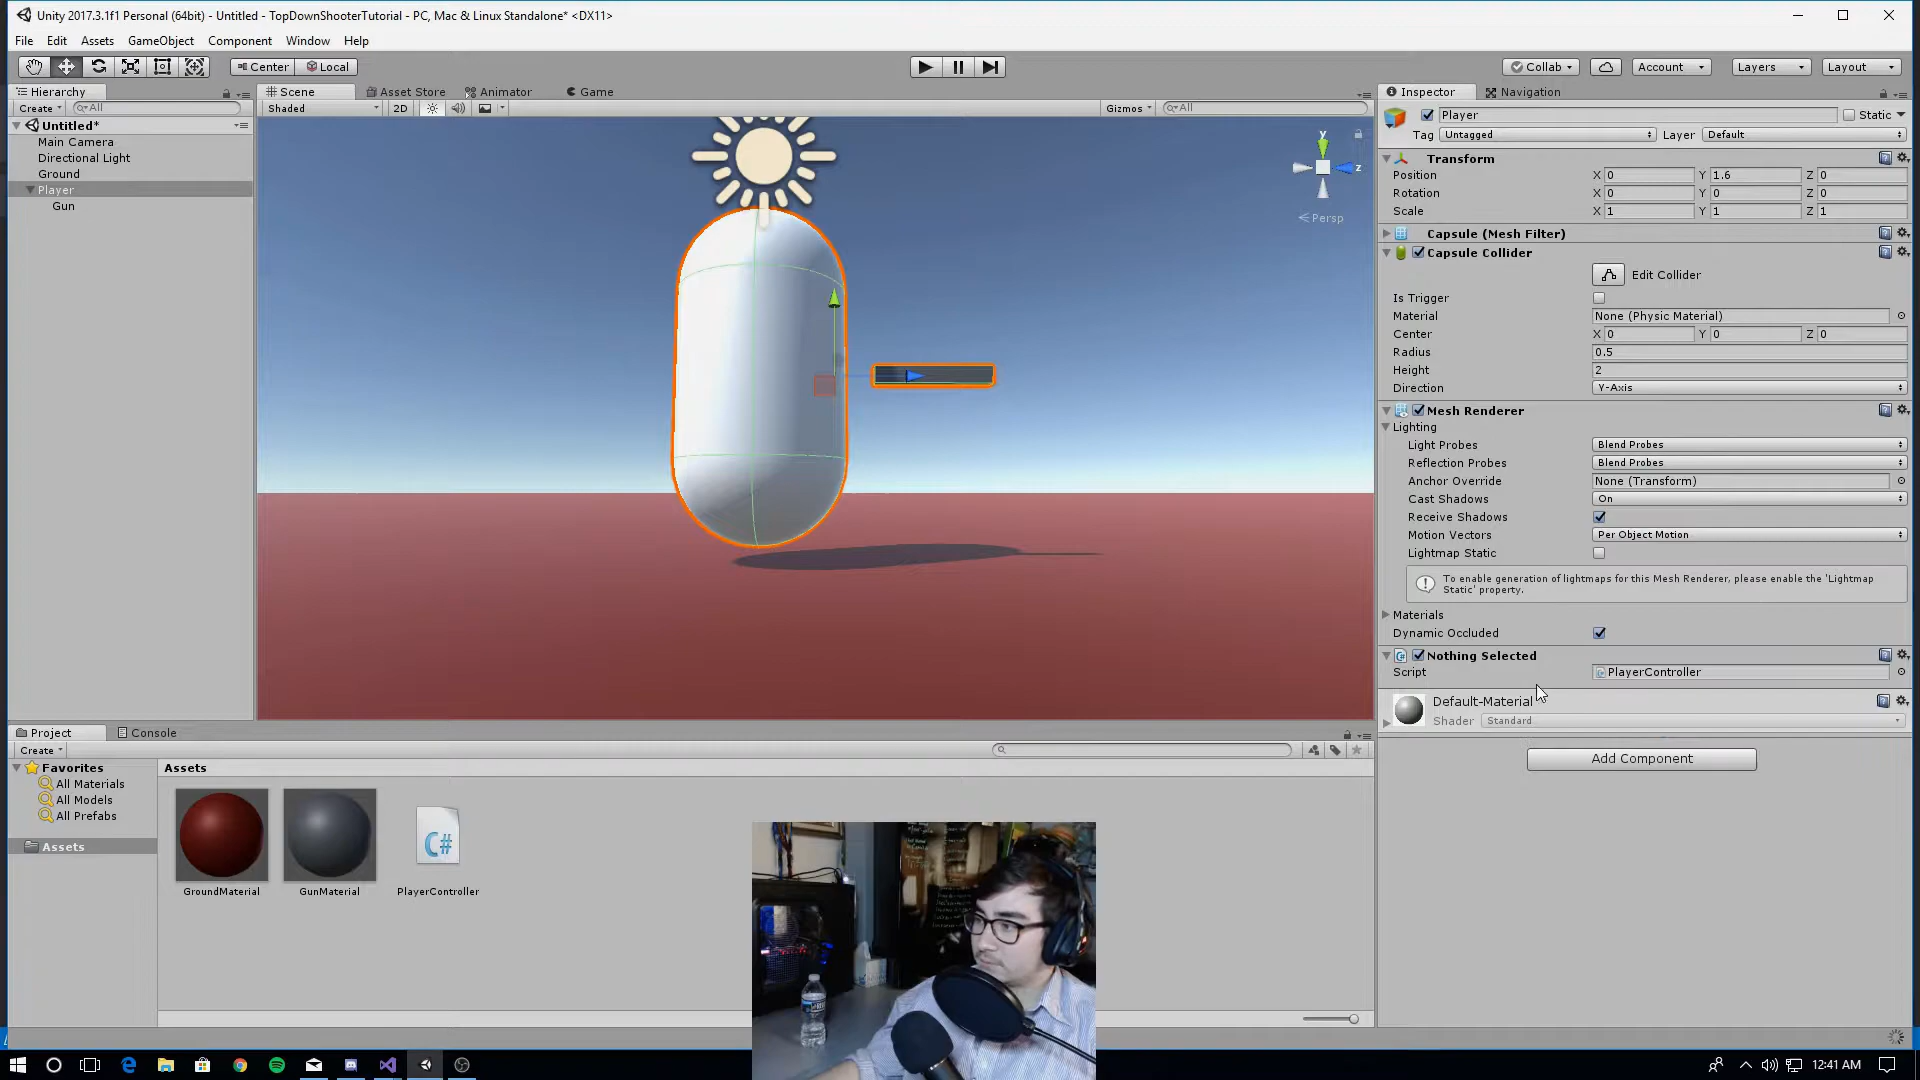 Unity 2017.3.1f1 Personal (64bit) - Untitled - TopDownShooterTutorial - PC, Mac & Linux Standalone* <DX11>
File Edit Assets GameObject Component Window Help
Center Local Collab Account Layers Layout
Hierarchy
Create All
Untitled*
Main Camera
Directional Light
Ground
Player
Gun
Scene Asset Store Animator Game
Shaded 2D Gizmos All
y
z
Persp
Inspector Navigation
Player Static
Tag Untagged Layer Default
Transform
Position X 0 Y 1.6 Z 0
Rotation X 0 Y 0 Z 0
Scale X 1 Y 1 Z 1
Capsule (Mesh Filter)
Capsule Collider
Edit Collider
Is Trigger
Material None (Physic Material)
Center X 0 Y 0 Z 0
Radius 0.5
Height 2
Direction Y-Axis
Mesh Renderer
Lighting
Light Probes Blend Probes
Reflection Probes Blend Probes
Anchor Override None (Transform)
Cast Shadows On
Receive Shadows
Motion Vectors Per Object Motion
Lightmap Static
To enable generation of lightmaps for this Mesh Renderer, please enable the 'Lightmap
Static' property.
Materials
Dynamic Occluded
Nothing Selected
Script PlayerController
Default-Material
Shader Standard
Add Component
Project Console
Create
Favorites
All Materials
All Models
All Prefabs
Assets
Assets
GroundMaterial GunMaterial PlayerController
C#
12:41 AM